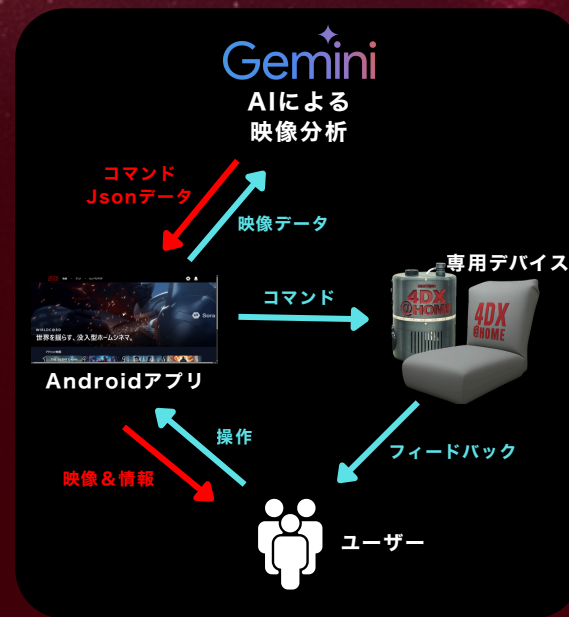 Gemini
AIによる
映像分析
コマンド
Jsonデータ
映像データ
専用デバイス
コマンド
4DX
@HOME
4DX
@HOME
世界を揺らす、没入型ホームシネマ。
Sora
Androidアプリ
操作
フィードバック
映像＆情報
ユーザー